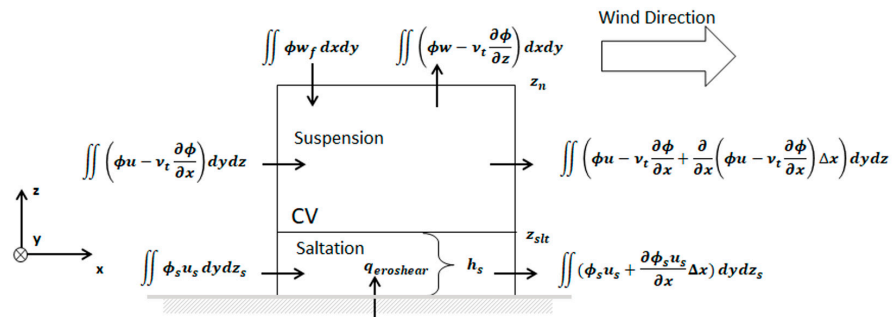 Wind Direction
∬ ϕw_f dxdy
∬ (ϕw − ν_t ∂ϕ/∂z) dxdy
z_n
Suspension
∬ (ϕu − ν_t ∂ϕ/∂x) dydz
∬ (ϕu − ν_t ∂ϕ/∂x + ∂/∂x (ϕu − ν_t ∂ϕ/∂x) Δx) dydz
z
y
x
CV
z_slt
Saltation
∬ ϕ_s u_s dydz_s
q_eroshear
h_s
∬ (ϕ_s u_s + ∂ϕ_s u_s/∂x Δx) dydz_s